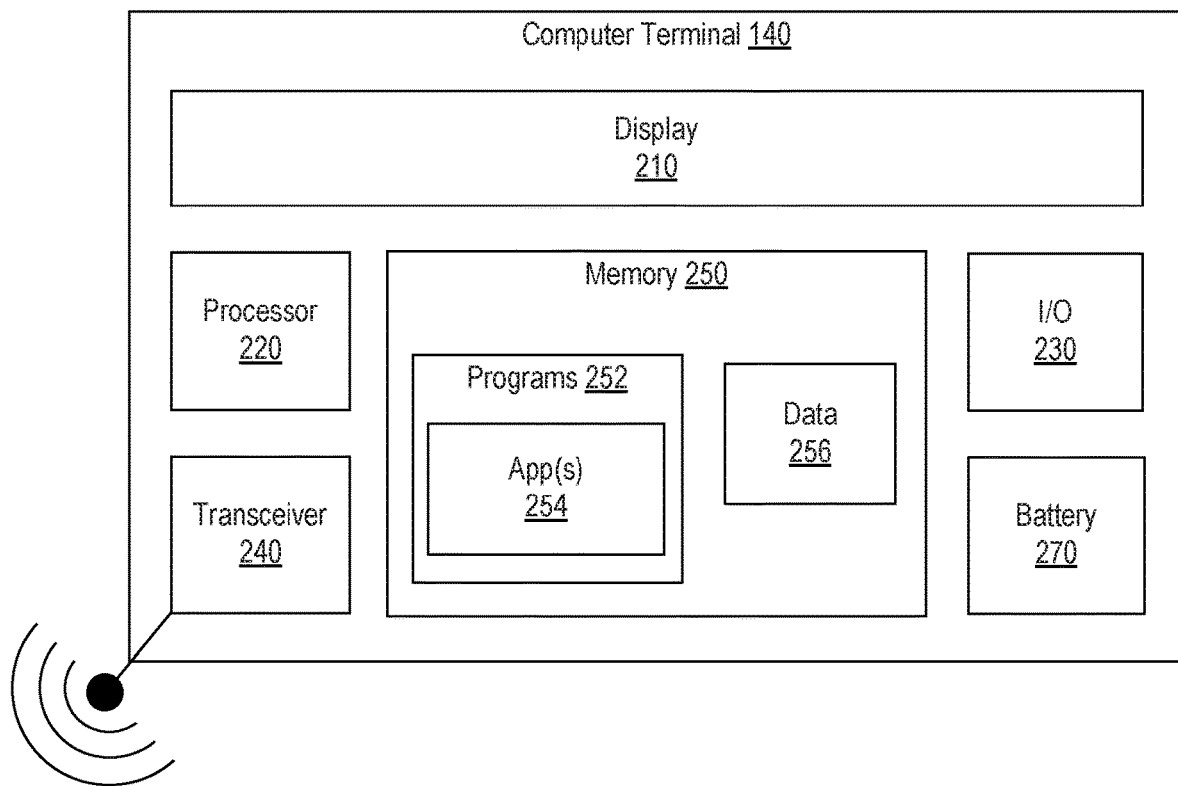 Computer Terminal 140
Display
210
Processor
220
Memory 250
I/O
230
Programs 252
Data
256
App(s)
254
Transceiver
240
Battery
270